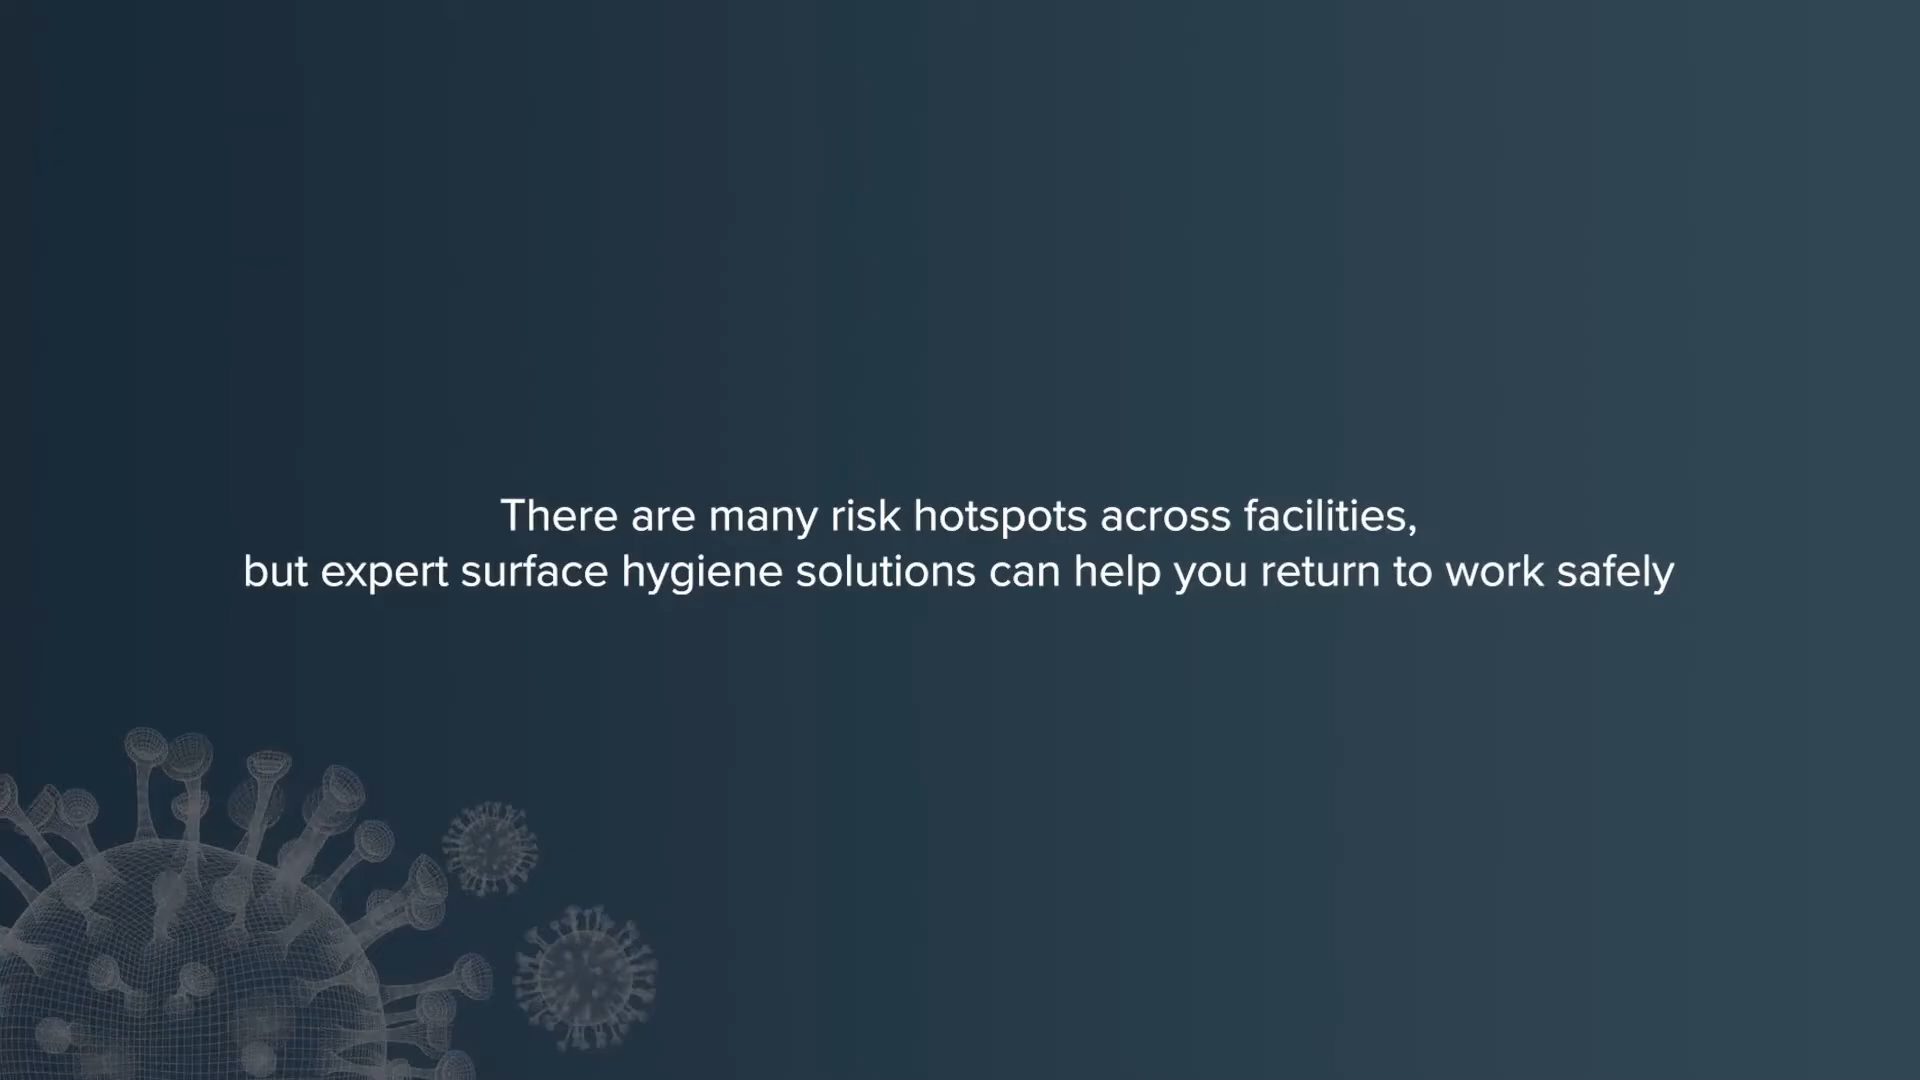 There are many risk hotspots across facilities,
but expert surface hygiene solutions can help you return to work safely